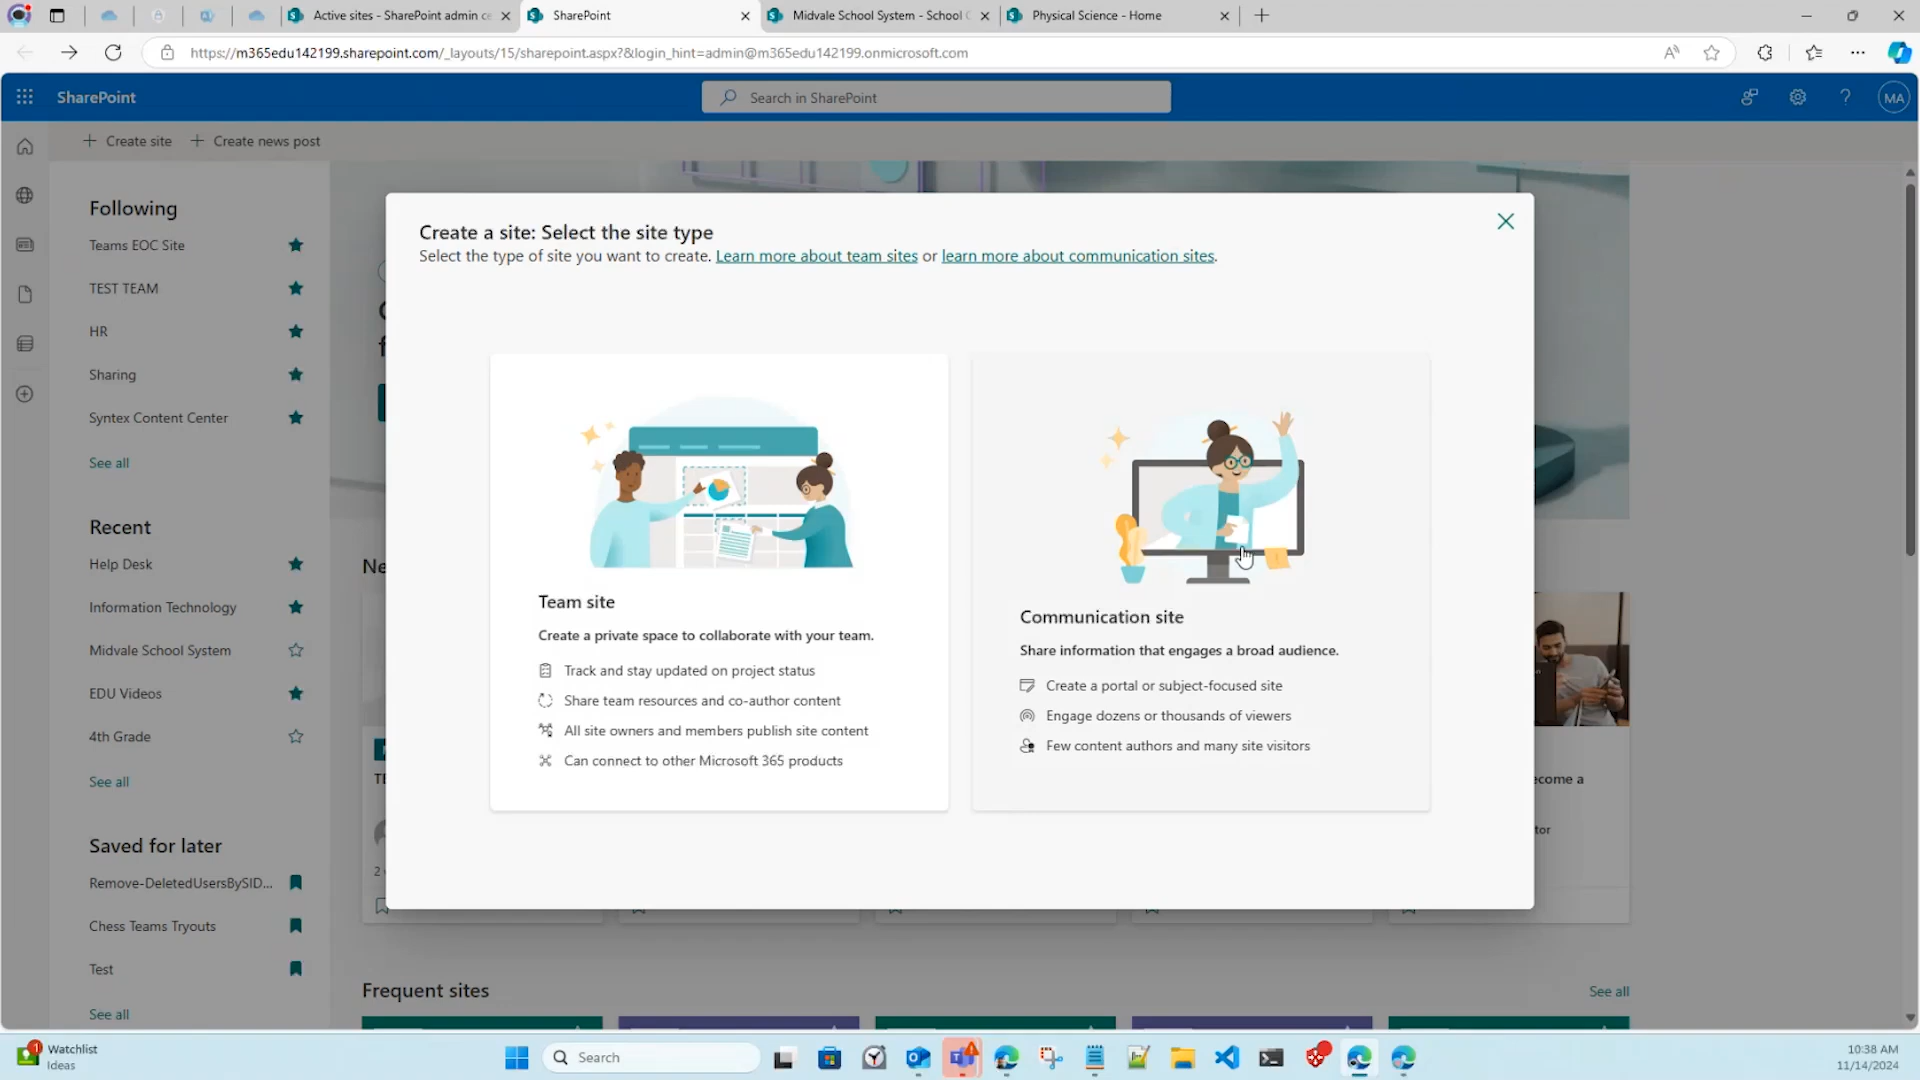 Active sites - SharePoint admin ce
SharePoint
Midvale School System - School C
Physical Science - Home
https://m365edu142199.sharepoint.com/_layouts/15/sharepoint.aspx?&login_hint=admin@m365edu142199.onmicrosoft.com
SharePoint
Search in SharePoint
MA
Create site
Create news post
Following
Teams EOC Site
TEST TEAM
HR
Sharing
Syntex Content Center
See all
Recent
Help Desk
Information Technology
Midvale School System
EDU Videos
4th Grade
See all
Saved for later
Remove-DeletedUsersBySID...
Chess Teams Tryouts
Test
See all
Create a site: Select the site type
Select the type of site you want to create. Learn more about team sites or learn more about communication sites.
Team site
Create a private space to collaborate with your team.
Track and stay updated on project status
Share team resources and co-author content
All site owners and members publish site content
Can connect to other Microsoft 365 products
Communication site
Share information that engages a broad audience.
Create a portal or subject-focused site
Engage dozens or thousands of viewers
Few content authors and many site visitors
Ne
TE
2
ecome a
tor
Frequent sites
See all
1
Watchlist
Ideas
Search
10:38 AM
11/14/2024